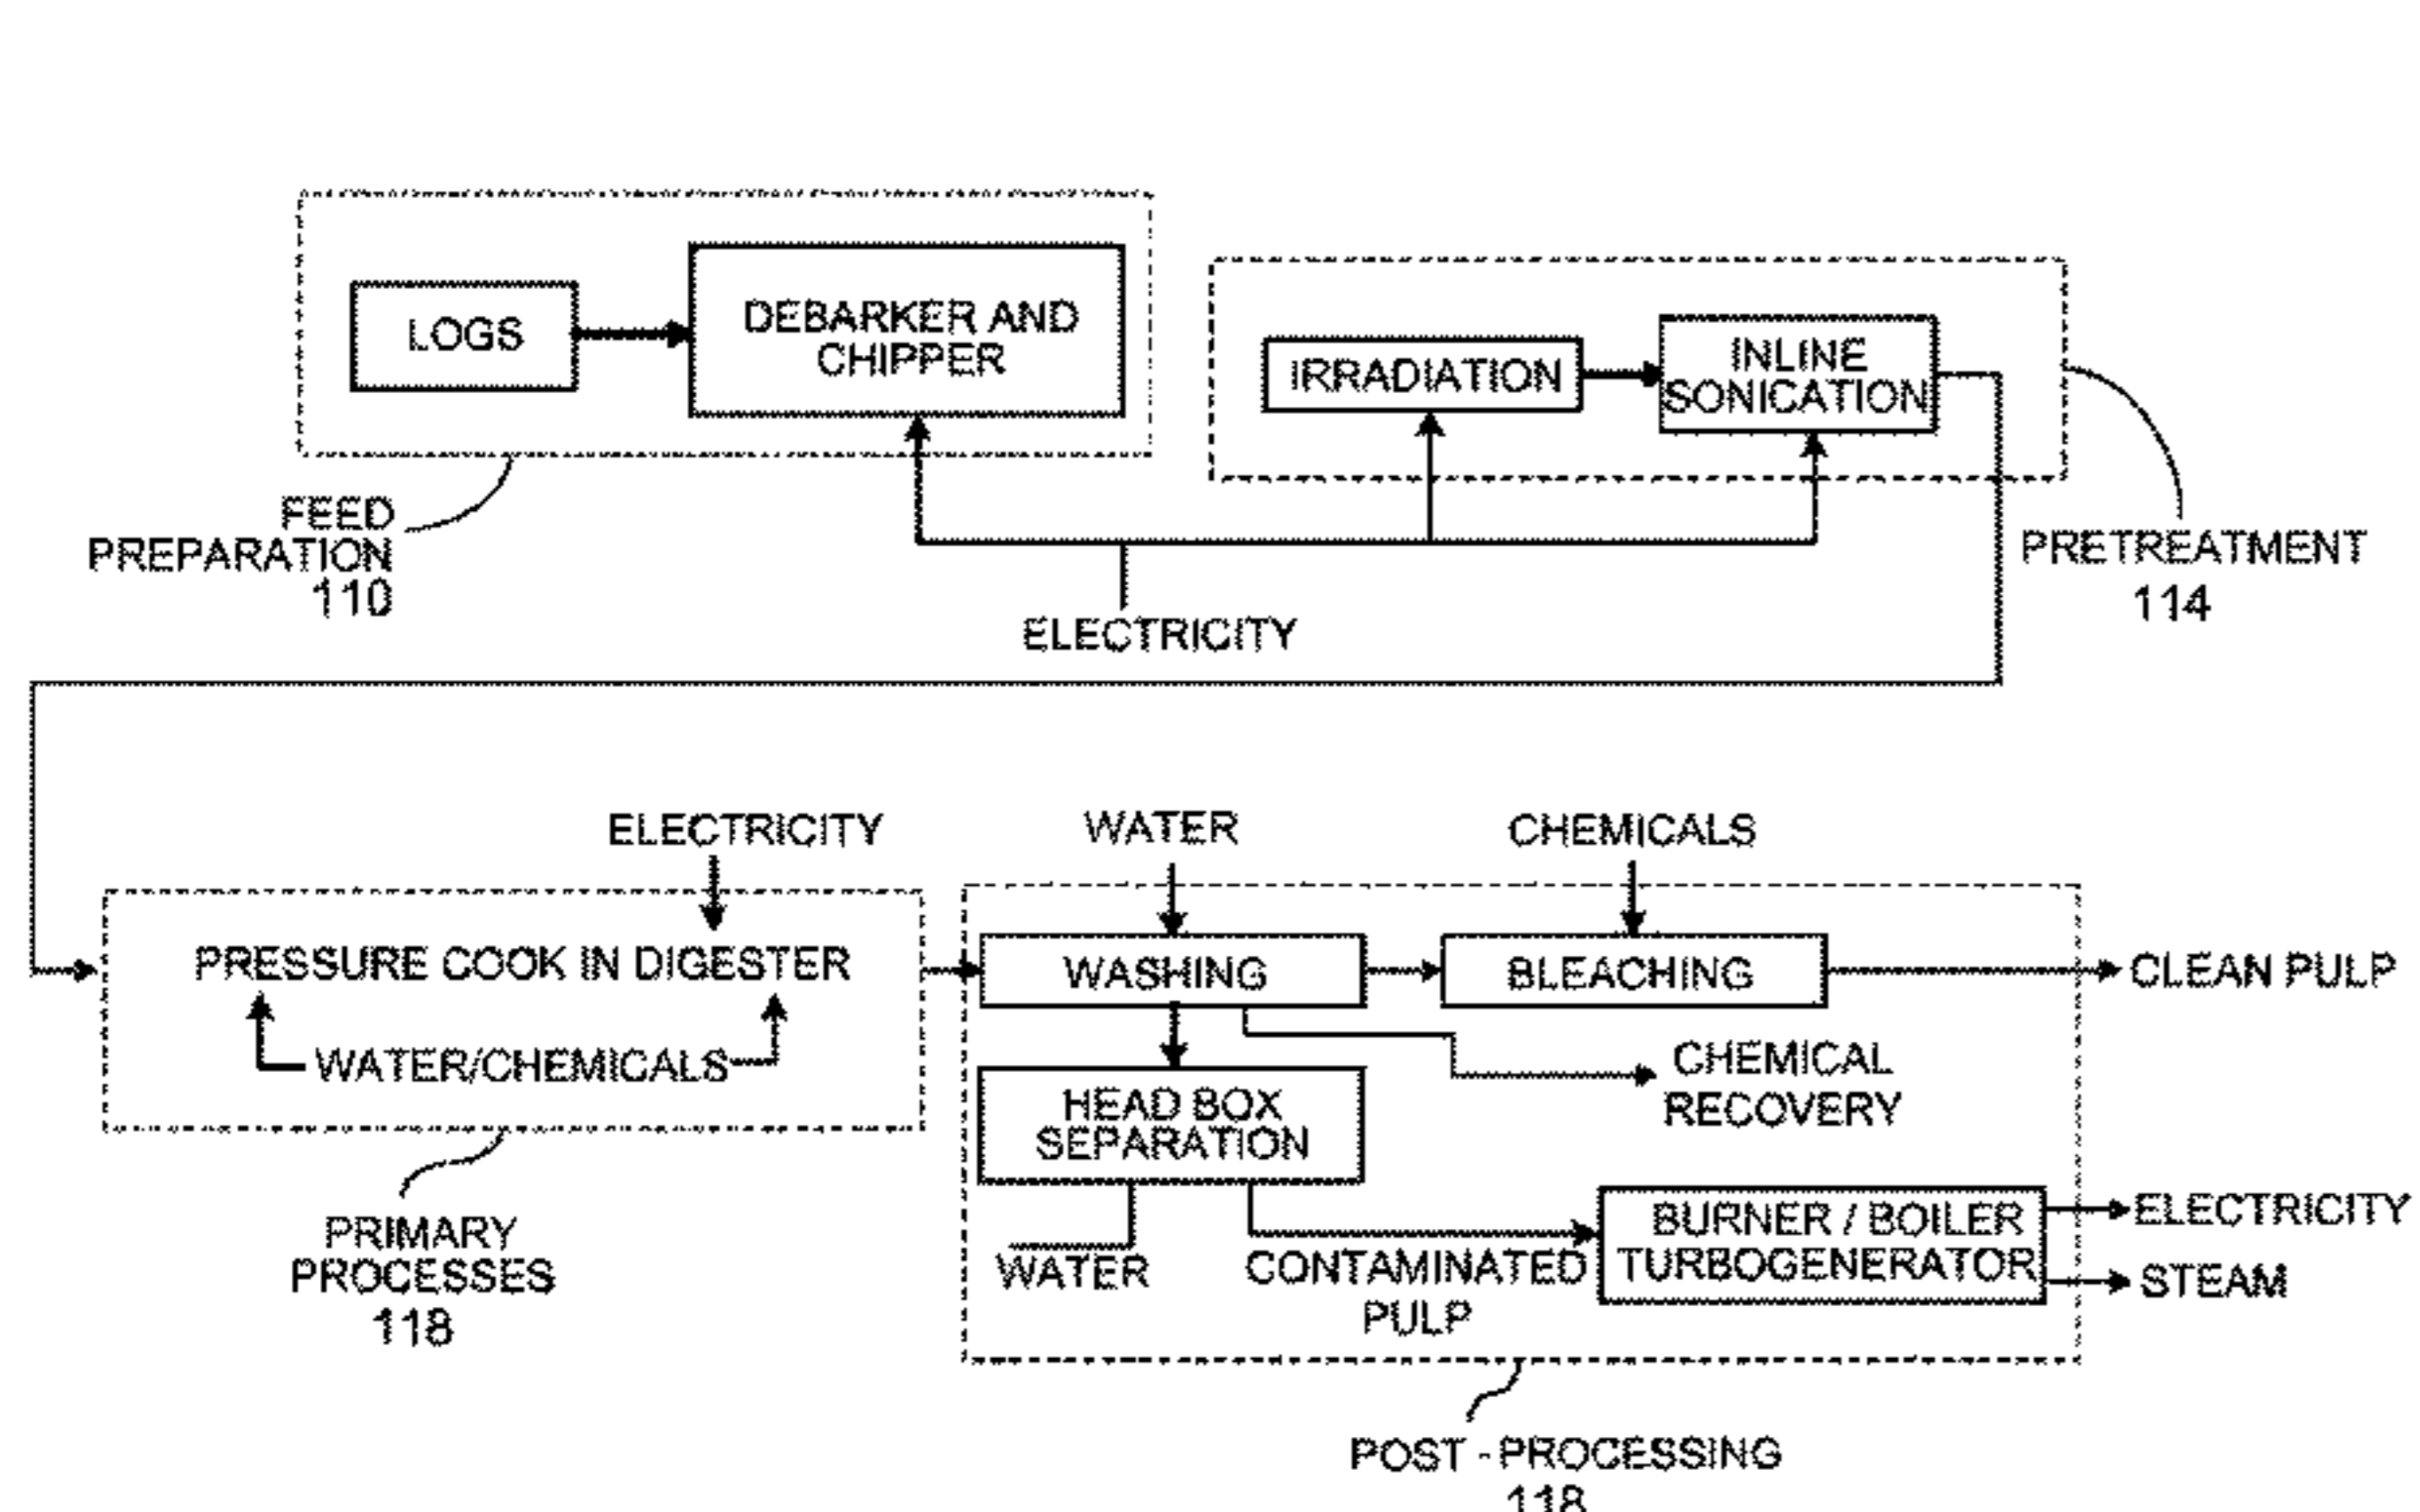 LOGS
DEBARKER AND
CHIPPER
IRRADIATION
INLINE
SONICATION
FEED
PREPARATION
110
PRETREATMENT
114
ELECTRICITY
ELECTRICITY
WATER
CHEMICALS
PRESSURE COOK IN DIGESTER
WASHING
BLEACHING
CLEAN PULP
WATER/CHEMICALS
CHEMICAL
RECOVERY
HEAD BOX
SEPARATION
BURNER / BOILER
TURBOGENERATOR
ELECTRICITY
STEAM
WATER
CONTAMINATED
PULP
PRIMARY
PROCESSES
118
POST - PROCESSING
118